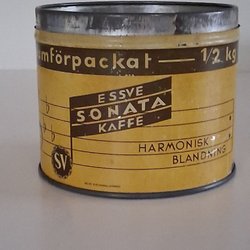 umförpackat — 1/2 kg
ESSVE
SONATA
KAFFE
HARMONISK
BLANDNING
SV